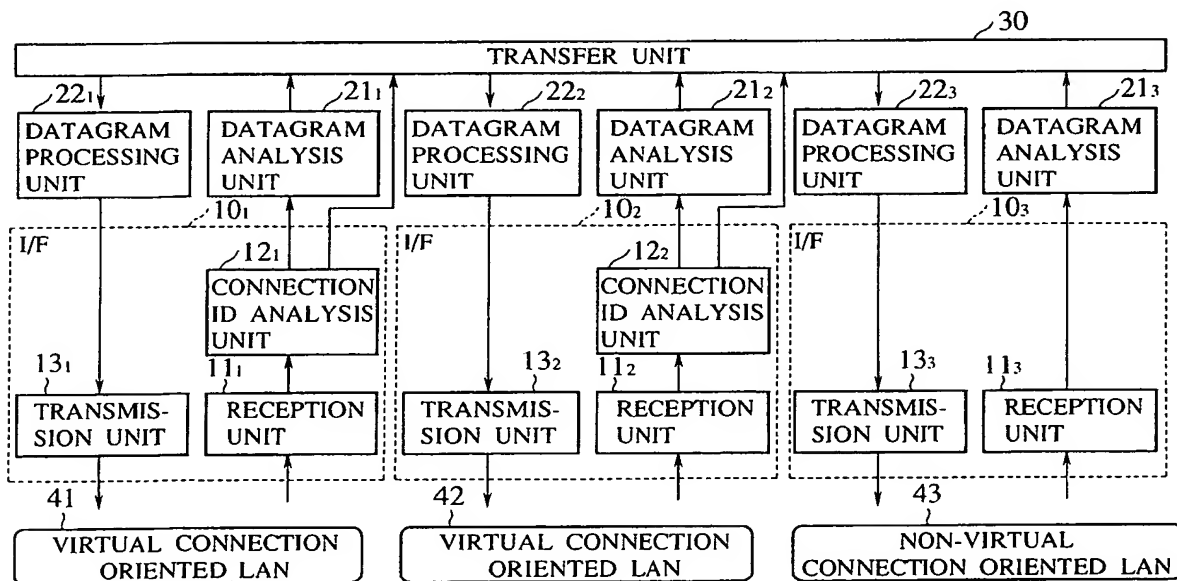 30
TRANSFER UNIT
22₁ 21₁ 22₂ 21₂ 22₃ 21₃
DATAGRAM PROCESSING UNIT
DATAGRAM ANALYSIS UNIT
DATAGRAM PROCESSING UNIT
DATAGRAM ANALYSIS UNIT
DATAGRAM PROCESSING UNIT
DATAGRAM ANALYSIS UNIT
10₁ 10₂ 10₃
I/F I/F I/F
12₁ 12₂
CONNECTION ID ANALYSIS UNIT
CONNECTION ID ANALYSIS UNIT
13₁ 11₁ 13₂ 11₂ 13₃ 11₃
TRANSMIS-
SION UNIT
RECEPTION
UNIT
TRANSMIS-
SION UNIT
RECEPTION
UNIT
TRANSMIS-
SION UNIT
RECEPTION
UNIT
41 42 43
VIRTUAL CONNECTION
ORIENTED LAN
VIRTUAL CONNECTION
ORIENTED LAN
NON-VIRTUAL
CONNECTION ORIENTED LAN